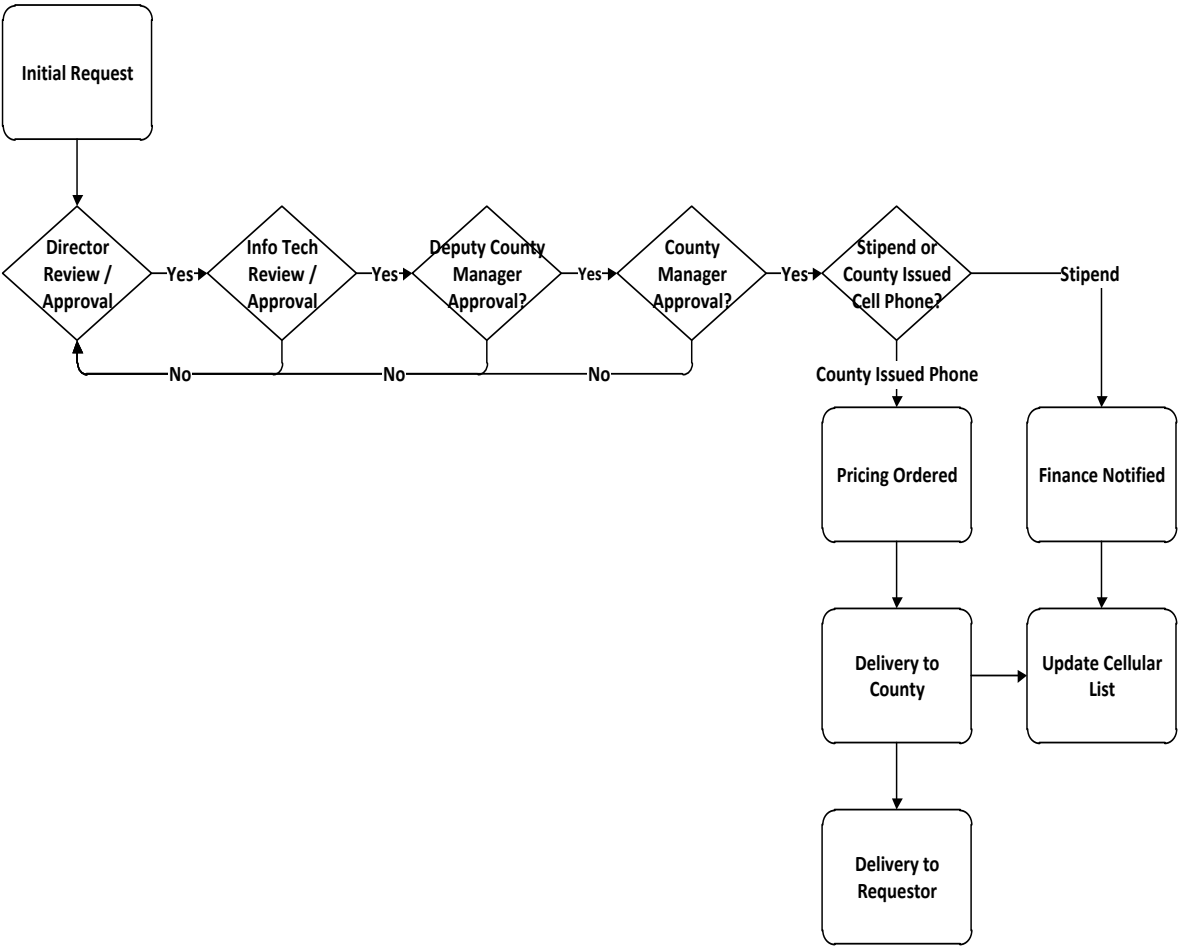 Initial Request
Director
Review /
Approval
Yes
Info Tech
Review /
Approval
Yes
Deputy County
Manager
Approval?
Yes
County
Manager
Approval?
Yes
Stipend or
County Issued
Cell Phone?
Stipend
No
No
No
County Issued Phone
Pricing Ordered
Finance Notified
Delivery to
County
Update Cellular
List
Delivery to
Requestor